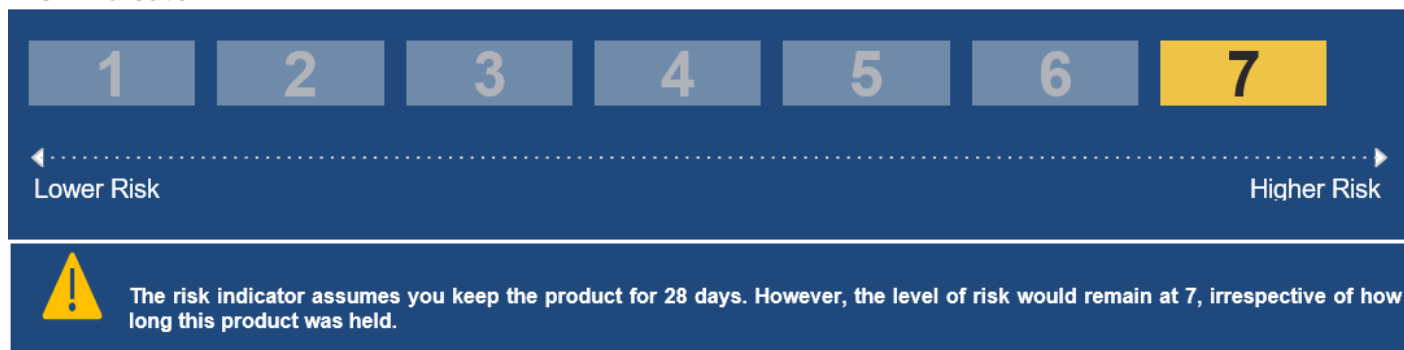 1 2 3 4 5 6 7
Lower Risk Higher Risk
The risk indicator assumes you keep the product for 28 days. However, the level of risk would remain at 7, irrespective of how
long this product was held.